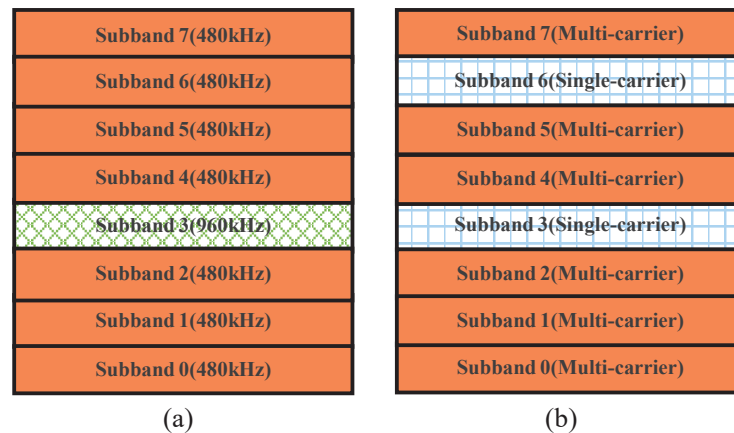 Subband 7(480kHz)
Subband 6(480kHz)
Subband 5(480kHz)
Subband 4(480kHz)
Subband 3(960kHz)
Subband 2(480kHz)
Subband 1(480kHz)
Subband 0(480kHz)
(a)
Subband 7(Multi-carrier)
Subband 6(Single-carrier)
Subband 5(Multi-carrier)
Subband 4(Multi-carrier)
Subband 3(Single-carrier)
Subband 2(Multi-carrier)
Subband 1(Multi-carrier)
Subband 0(Multi-carrier)
(b)